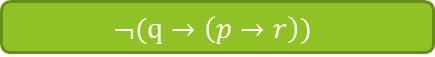 ¬(q → (p → r))